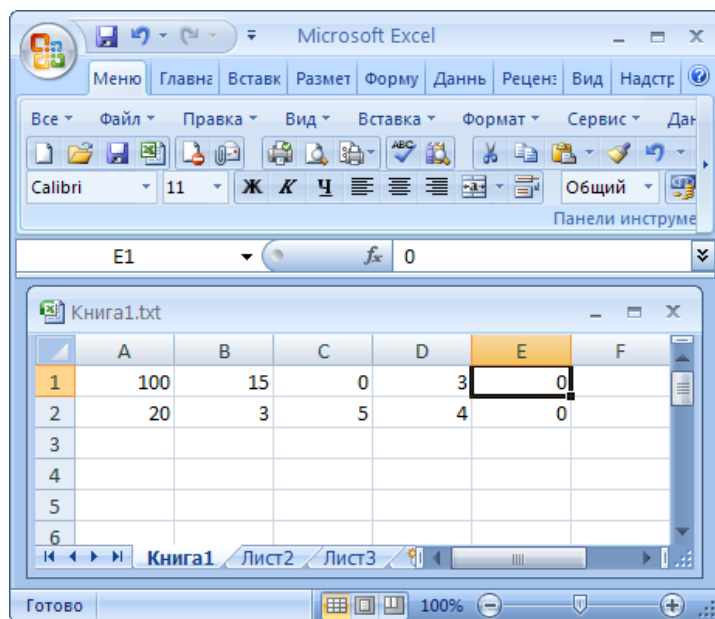 Microsoft Excel
Меню Главна Вставк Размет Форму Данны Реценз Вид Надстр
Все Файл Правка Вид Вставка Формат Сервис Дан
ABC
Calibri 11 Ж К Ч a Общий
Панели инструме
E1 fx 0
Книга1.txt
A B C D E F
1 100 15 0 3 0
2 20 3 5 4 0
3
4
5
6
Книга1 Лист2 Лист3
Готово 100%